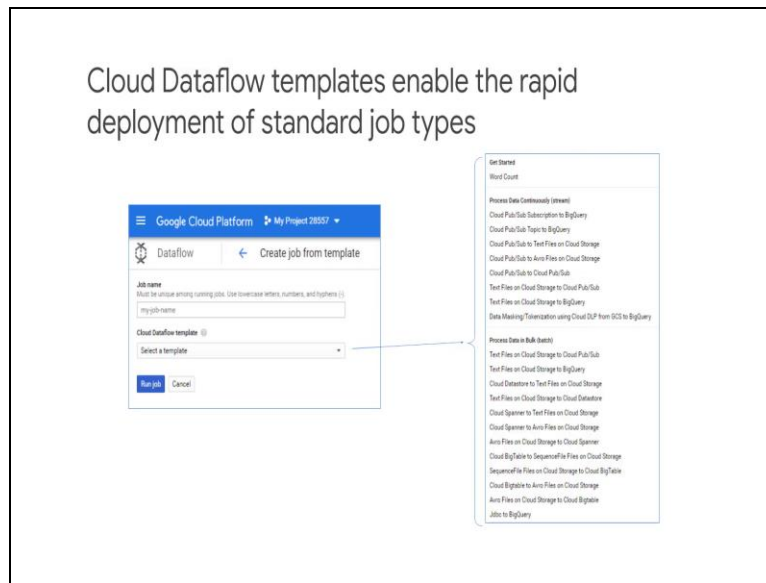 Cloud Dataflow templates enable the rapid
deployment of standard job types
Google Cloud Platform My Project 28557
Dataflow Create job from template
Job name
Must be unique among running jobs. Use lowercase letters, numbers, and hyphens (-)
my-job-name
Cloud Dataflow template
Select a template
Run job Cancel
Get Started
Word Count
Process Data Continuously (stream)
Cloud Pub/Sub Subscription to BigQuery
Cloud Pub/Sub Topic to BigQuery
Cloud Pub/Sub to Text Files on Cloud Storage
Cloud Pub/Sub to Avro Files on Cloud Storage
Cloud Pub/Sub to Cloud Pub/Sub
Text Files on Cloud Storage to Cloud Pub/Sub
Text Files on Cloud Storage to BigQuery
Data Masking/Tokenization using Cloud DLP from GCS to BigQuery
Process Data in Bulk (batch)
Text Files on Cloud Storage to Cloud Pub/Sub
Text Files on Cloud Storage to BigQuery
Cloud Datastore to Text Files on Cloud Storage
Text Files on Cloud Storage to Cloud Datastore
Cloud Spanner to Text Files on Cloud Storage
Cloud Spanner to Avro Files on Cloud Storage
Avro Files on Cloud Storage to Cloud Spanner
Cloud BigTable to SequenceFile Files on Cloud Storage
SequenceFile Files on Cloud Storage to Cloud BigTable
Cloud Bigtable to Avro Files on Cloud Storage
Avro Files on Cloud Storage to Cloud Bigtable
Jdbc to BigQuery